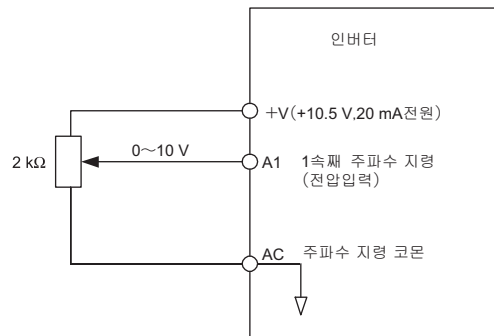 인버터
+V(+10.5 V,20 mA전원)
0～10 V
2 kΩ
A1 1속째 주파수 지령
(전압입력)
AC 주파수 지령 코몬